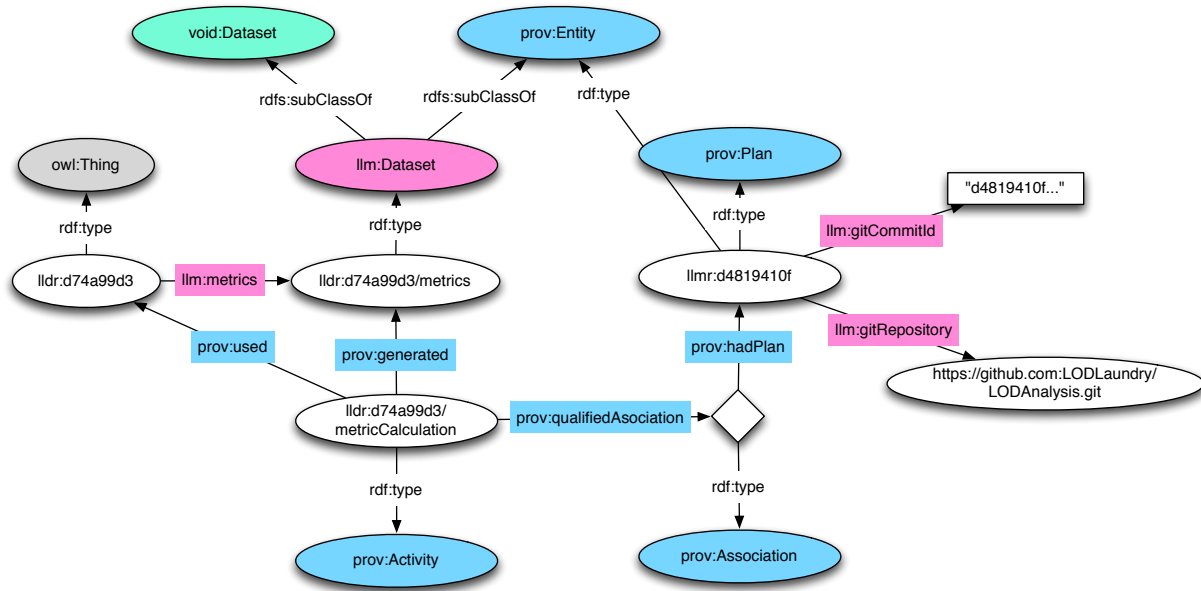 void:Dataset
prov:Entity
rdfs:subClassOf
rdfs:subClassOf
rdf:type
owl:Thing
llm:Dataset
prov:Plan
"d4819410f..."
rdf:type
rdf:type
rdf:type
llm:gitCommitId
lldr:d74a99d3
llm:metrics
lldr:d74a99d3/metrics
llmr:d4819410f
prov:used
prov:generated
prov:hadPlan
llm:gitRepository
https://github.com:LODLaundry/
LODAnalysis.git
lldr:d74a99d3/
metricCalculation
prov:qualifiedAsociation
rdf:type
rdf:type
prov:Activity
prov:Association